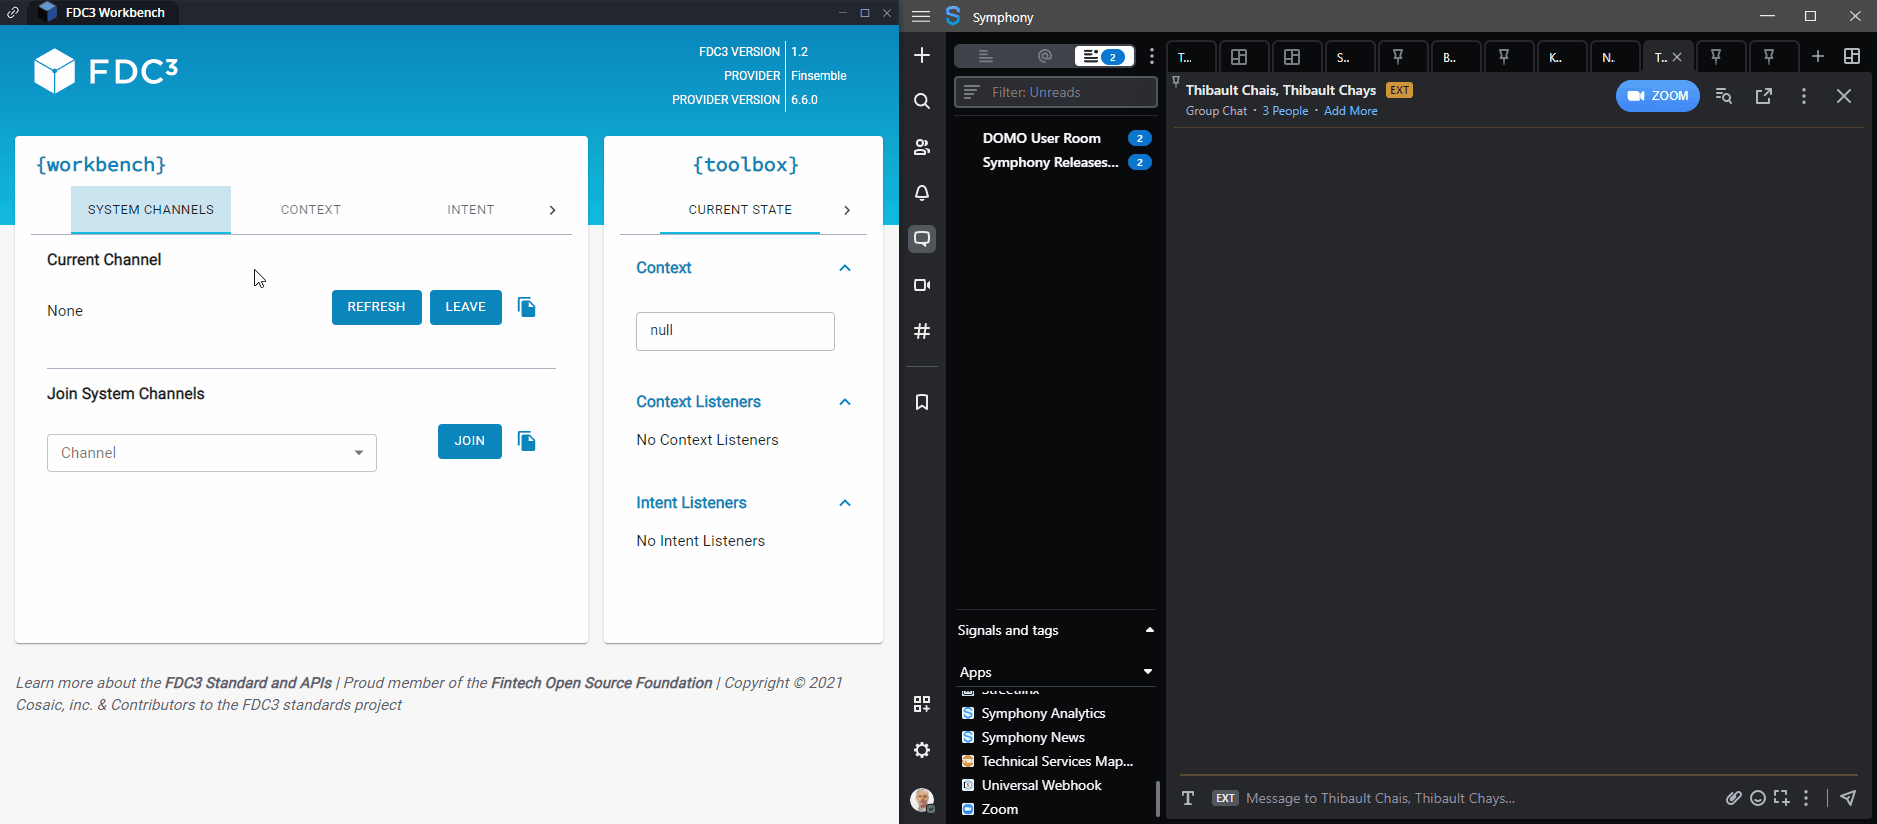 FDC3 Workbench
FDC3
FDC3 VERSION 1.2
PROVIDER Finsemble
PROVIDER VERSION 6.6.0
{workbench}
SYSTEM CHANNELS CONTEXT INTENT
Current Channel
None
REFRESH LEAVE
Join System Channels
Channel
JOIN
{toolbox}
CURRENT STATE
Context
null
Context Listeners
No Context Listeners
Intent Listeners
No Intent Listeners
Learn more about the FDC3 Standard and APIs | Proud member of the Fintech Open Source Foundation | Copyright © 2021
Cosaic, inc. & Contributors to the FDC3 standards project
Symphony
@ 2
Filter: Unreads
DOMO User Room 2
Symphony Releases... 2
Signals and tags
Apps
Symphony Analytics
Symphony News
Technical Services Map...
Universal Webhook
Zoom
T... S.. B.. K.. N. T..
Thibault Chais, Thibault Chays EXT
Group Chat · 3 People · Add More
ZOOM
T EXT Message to Thibault Chais, Thibault Chays...